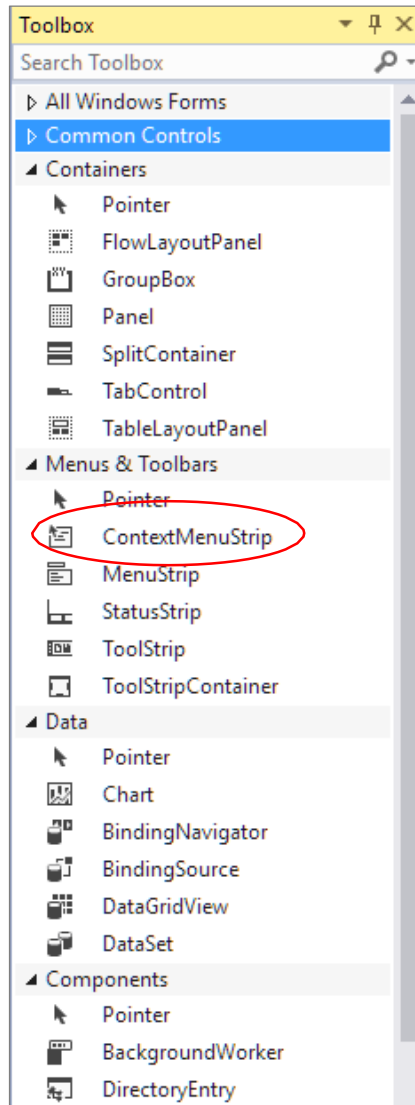 Toolbox
Search Toolbox
All Windows Forms
Common Controls
Containers
Pointer
FlowLayoutPanel
GroupBox
Panel
SplitContainer
TabControl
TableLayoutPanel
Menus & Toolbars
Pointer
ContextMenuStrip
MenuStrip
StatusStrip
ToolStrip
ToolStripContainer
Data
Pointer
Chart
BindingNavigator
BindingSource
DataGridView
DataSet
Components
Pointer
BackgroundWorker
DirectoryEntry